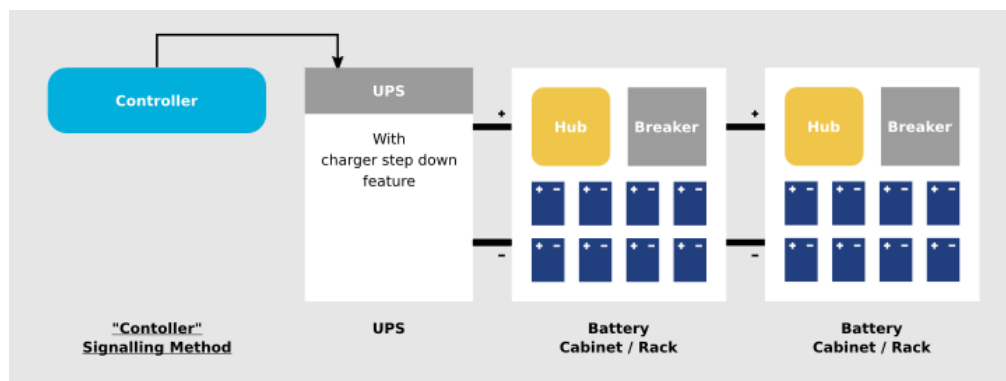 Controller
UPS
With
charger step down
feature
+
−
Hub
Breaker
+ − + − + − + −
+ − + − + − + −
+
−
Hub
Breaker
+ − + − + − + −
+ − + − + − + −
"Contoller"
Signalling Method
UPS
Battery
Cabinet / Rack
Battery
Cabinet / Rack